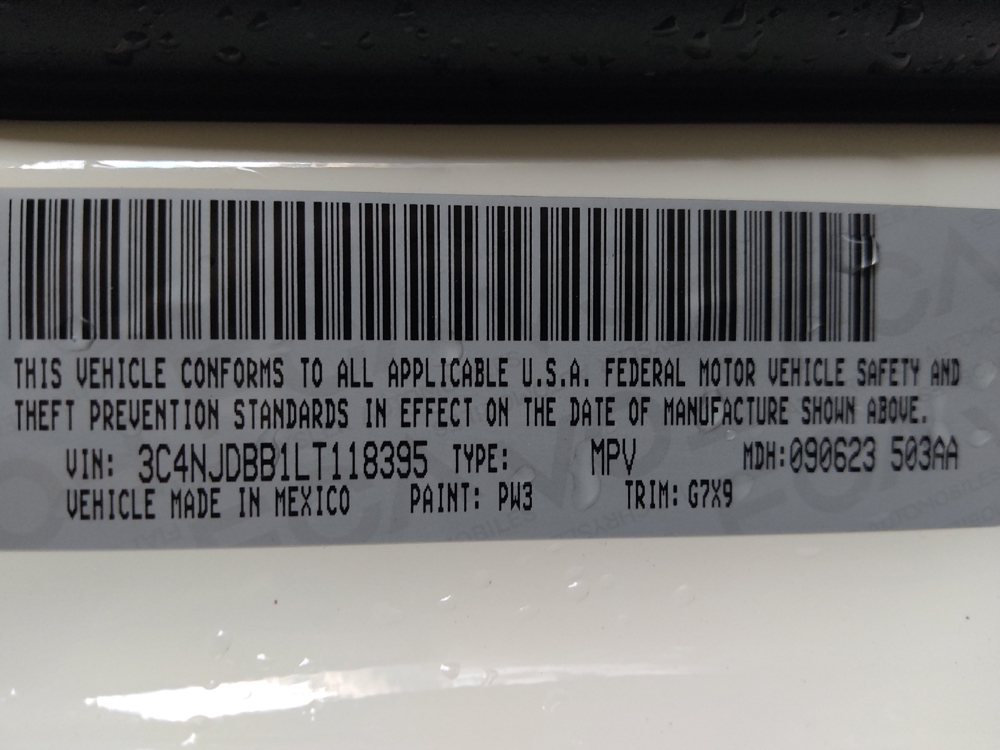 THIS VEHICLE CONFORMS TO ALL APPLICABLE U.S.A. FEDERAL MOTOR VEHICLE SAFETY AND
THEFT PREVENTION STANDARDS IN EFFECT ON THE DATE OF MANUFACTURE SHOWN ABOVE.
VIN: 3C4NJDBB1LT118395 TYPE: MPV MDH:090623 503AA
VEHICLE MADE IN MEXICO PAINT: PW3 TRIM: G7X9